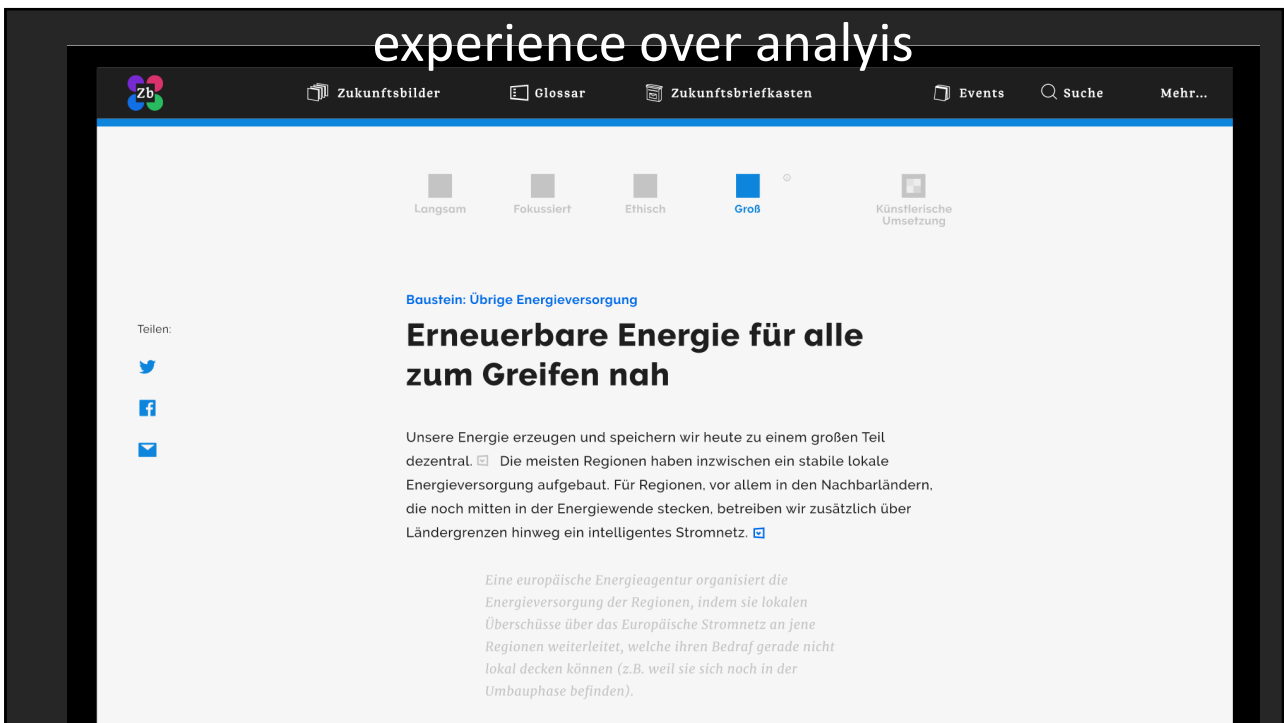 experience over analyis
Zb
Zukunftsbilder
Glossar
Zukunftsbriefkasten
Events
Suche
Mehr...
Langsam
Fokussiert
Ethisch
Groß
Künstlerische
Umsetzung
Baustein: Übrige Energieversorgung
Teilen:
Erneuerbare Energie für alle
zum Greifen nah
Unsere Energie erzeugen und speichern wir heute zu einem großen Teil
dezentral. Die meisten Regionen haben inzwischen ein stabile lokale
Energieversorgung aufgebaut. Für Regionen, vor allem in den Nachbarländern,
die noch mitten in der Energiewende stecken, betreiben wir zusätzlich über
Ländergrenzen hinweg ein intelligentes Stromnetz.
Eine europäische Energieagentur organisiert die
Energieversorgung der Regionen, indem sie lokalen
Überschüsse über das Europäische Stromnetz an jene
Regionen weiterleitet, welche ihren Bedraf gerade nicht
lokal decken können (z.B. weil sie sich noch in der
Umbauphase befinden).